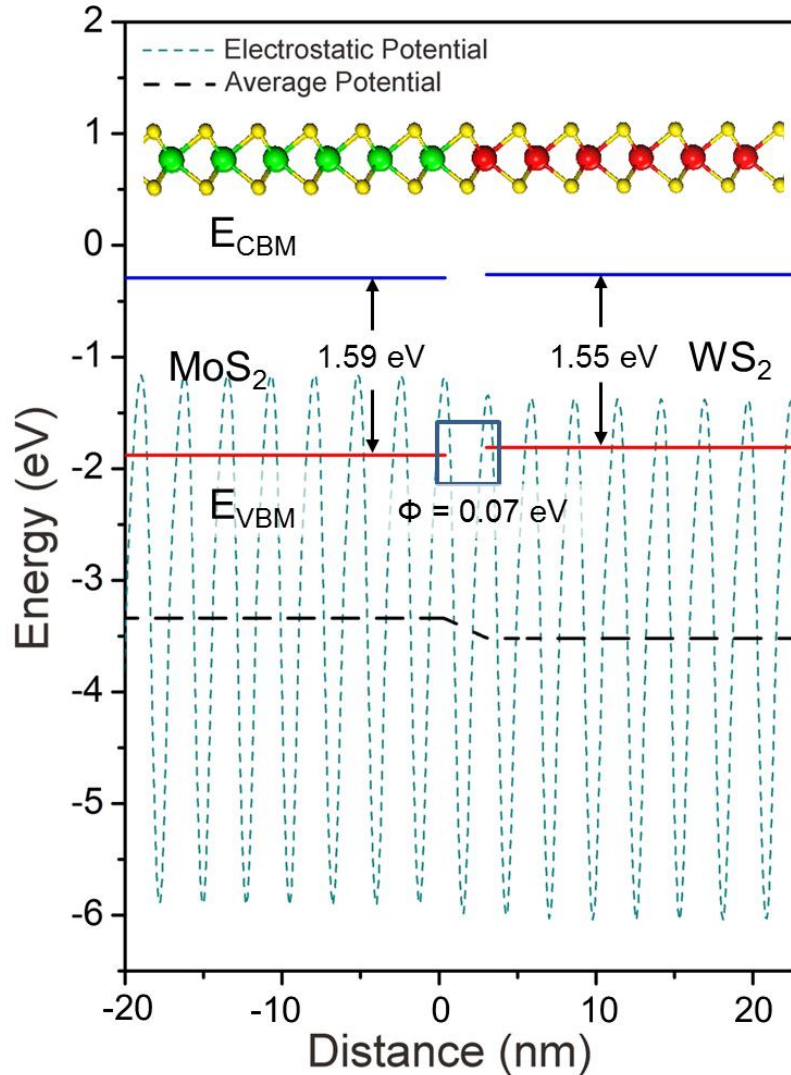 Electrostatic Potential
Average Potential
E_CBM
1.59 eV
1.55 eV
MoS₂
WS₂
E_VBM
Φ = 0.07 eV
2
1
0
-1
-2
-3
-4
-5
-6
Energy (eV)
-20 -10 0 10 20
Distance (nm)